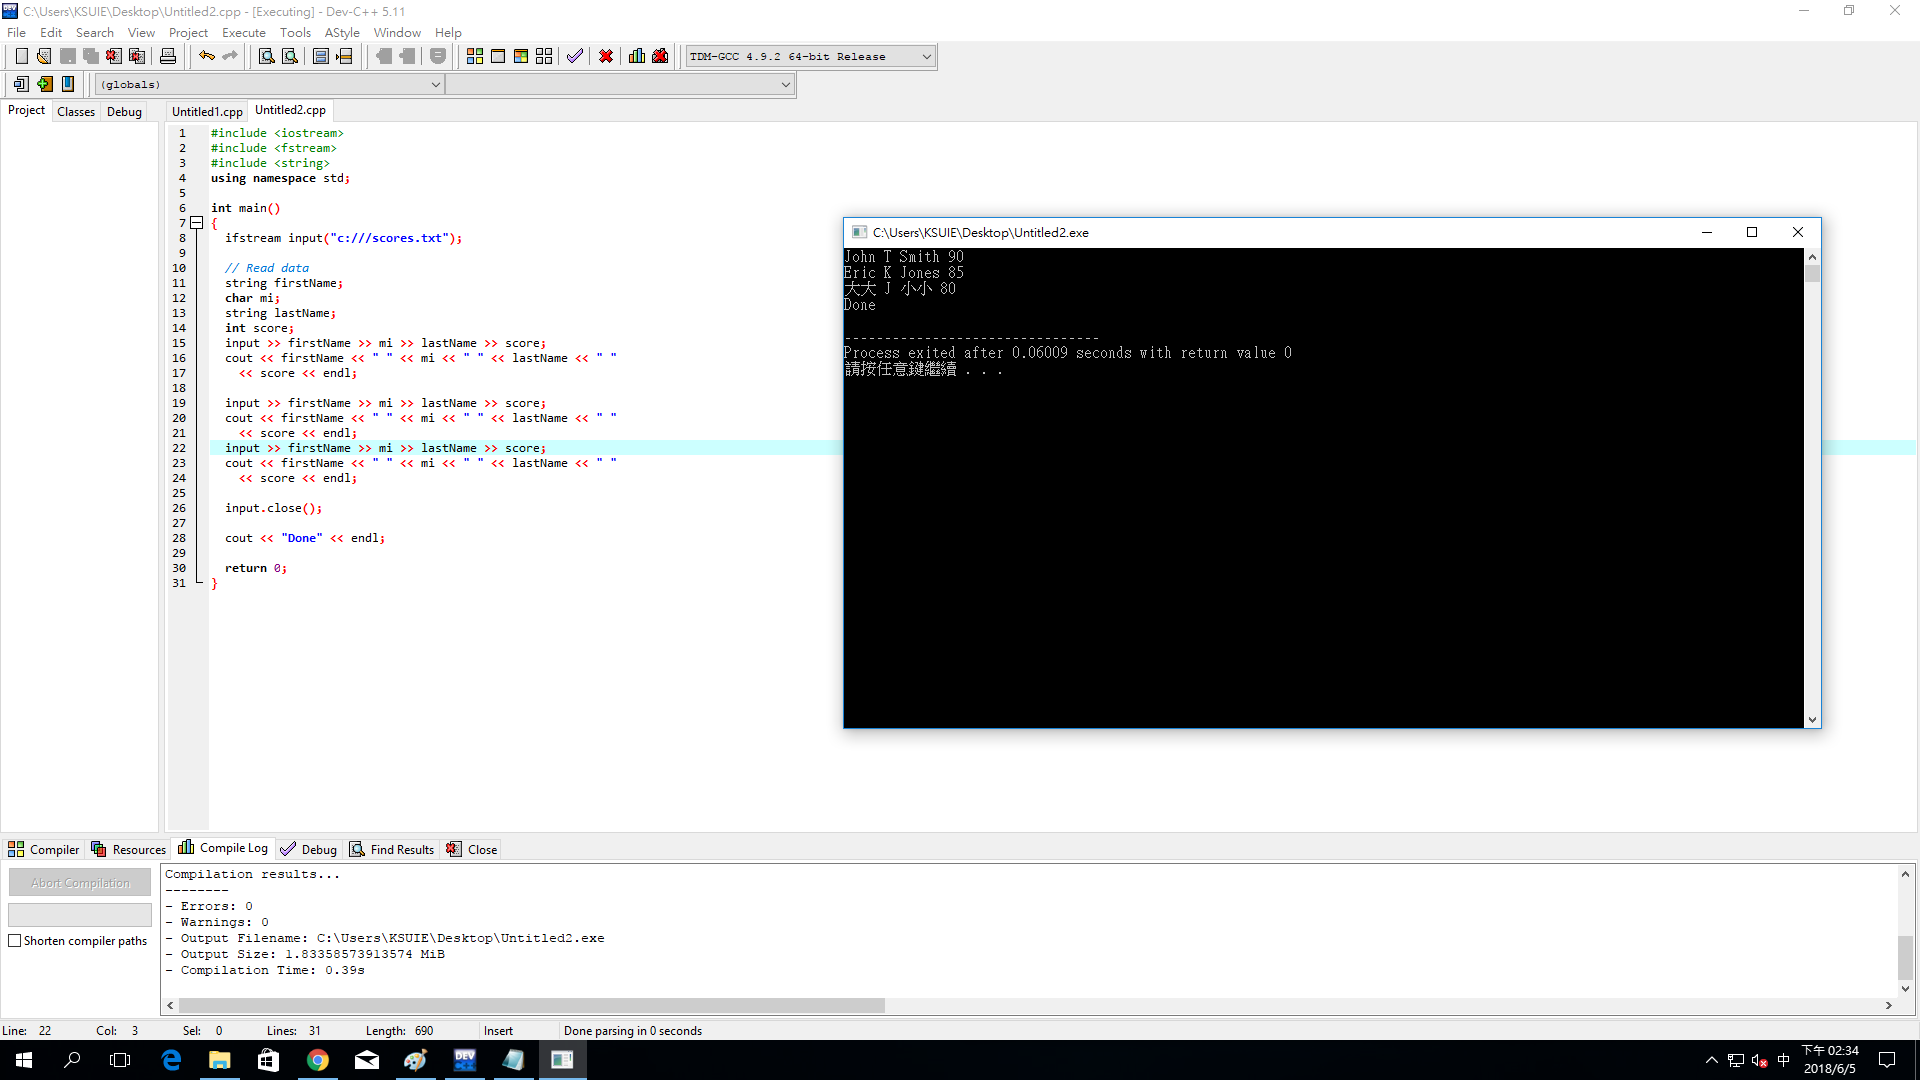 C:\Users\KSUIE\Desktop\Untitled2.cpp - [Executing] - Dev-C++ 5.11
File Edit Search View Project Execute Tools AStyle Window Help
TDM-GCC 4.9.2 64-bit Release
(globals)
Project Classes Debug
Untitled1.cpp Untitled2.cpp
1 #include <iostream>
2 #include <fstream>
3 #include <string>
4 using namespace std;
5
6 int main()
7 {
8 ifstream input("c:///scores.txt");
9
10 // Read data
11 string firstName;
12 char mi;
13 string lastName;
14 int score;
15 input >> firstName >> mi >> lastName >> score;
16 cout << firstName << " " << mi << " " << lastName << " "
17 << score << endl;
18
19 input >> firstName >> mi >> lastName >> score;
20 cout << firstName << " " << mi << " " << lastName << " "
21 << score << endl;
22 input >> firstName >> mi >> lastName >> score;
23 cout << firstName << " " << mi << " " << lastName << " "
24 << score << endl;
25
26 input.close();
27
28 cout << "Done" << endl;
29
30 return 0;
31 }
C:\Users\KSUIE\Desktop\Untitled2.exe
John T Smith 90
Eric K Jones 85
大大 J 小小 80
Done
--------------------------------
Process exited after 0.06009 seconds with return value 0
請按任意鍵繼續 . . .
Compiler Resources Compile Log Debug Find Results Close
Abort Compilation
Shorten compiler paths
Compilation results...
--------
- Errors: 0
- Warnings: 0
- Output Filename: C:\Users\KSUIE\Desktop\Untitled2.exe
- Output Size: 1.83358573913574 MiB
- Compilation Time: 0.39s
Line: 22 Col: 3 Sel: 0 Lines: 31 Length: 690 Insert Done parsing in 0 seconds
DEV C++
中
下午 02:34
2018/6/5